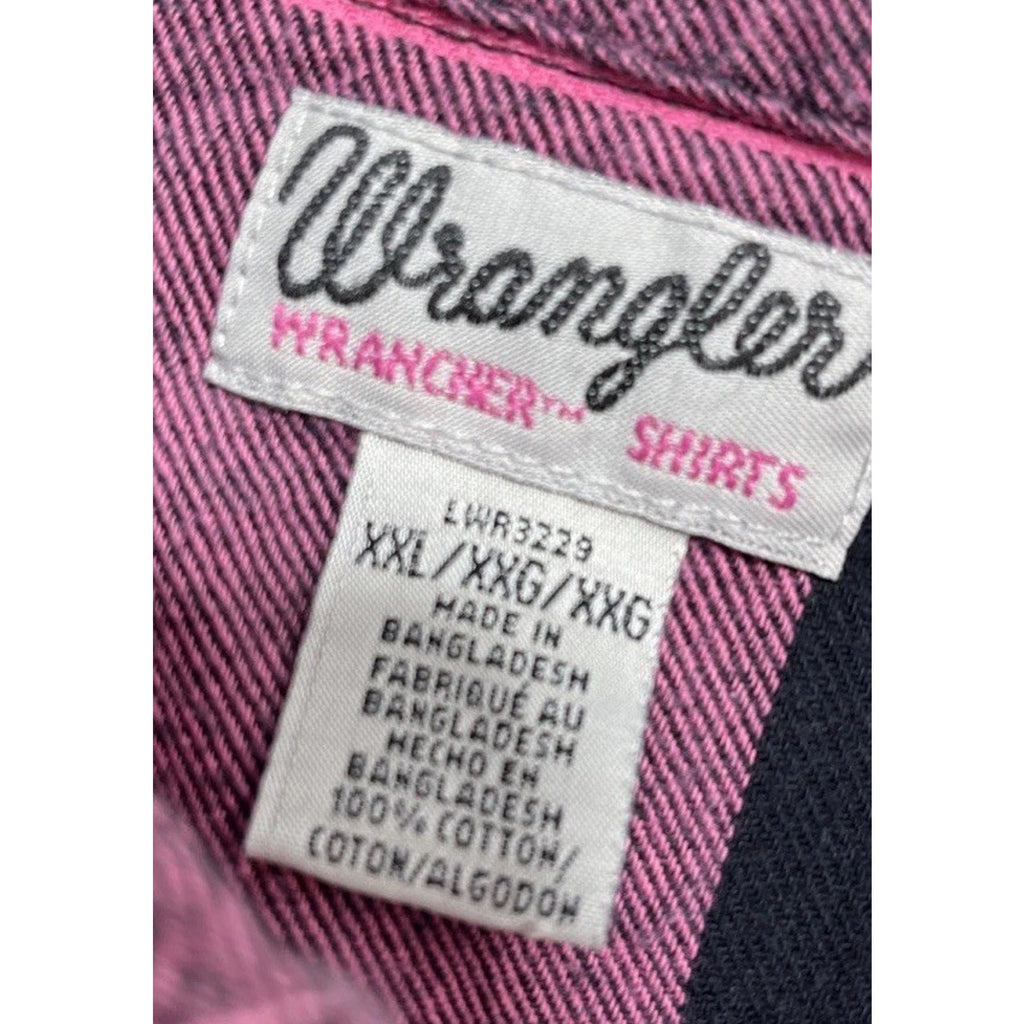 Wrangler
WRANCHER™ SHIRTS
LWR3229
XXL/XXG/XXG
MADE IN
BANGLADESH
FABRIQUÉ AU
BANGLADESH
HECHO EN
BANGLADESH
100% COTTON/
COTON/ALGODON